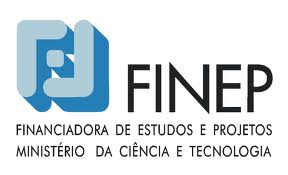 FINEP
FINANCIADORA DE ESTUDOS E PROJETOS
MINISTÉRIO DA CIÊNCIA E TECNOLOGIA